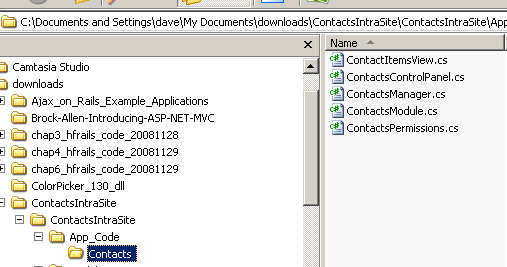 C:\Documents and Settings\dave\My Documents\downloads\ContactsIntraSite\ContactsIntraSite\App
Camtasia Studio
downloads
Ajax_on_Rails_Example_Applications
Brock-Allen-Introducing-ASP-NET-MVC
chap3_hfrails_code_20081128
chap4_hfrails_code_20081129
chap6_hfrails_code_20081129
ColorPicker_130_dll
ContactsIntraSite
ContactsIntraSite
App_Code
Contacts
Name
ContactItemsView.cs
ContactsControlPanel.cs
ContactsManager.cs
ContactsModule.cs
ContactsPermissions.cs